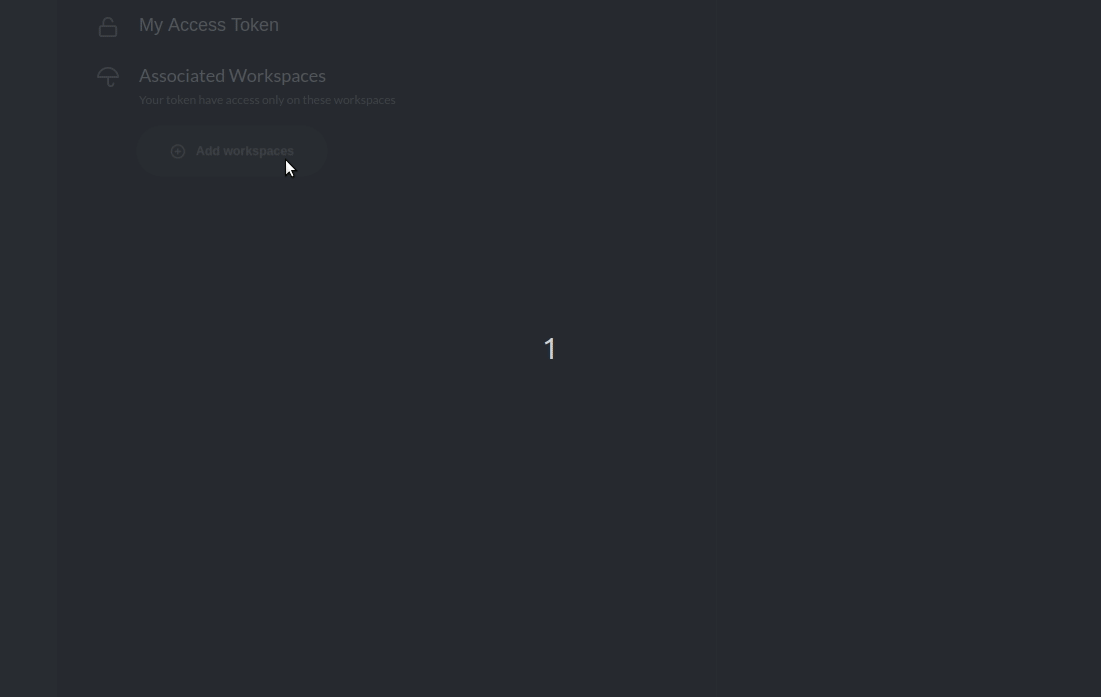 My Access Token
Associated Workspaces
Your token have access only on these workspaces
Add workspaces
1